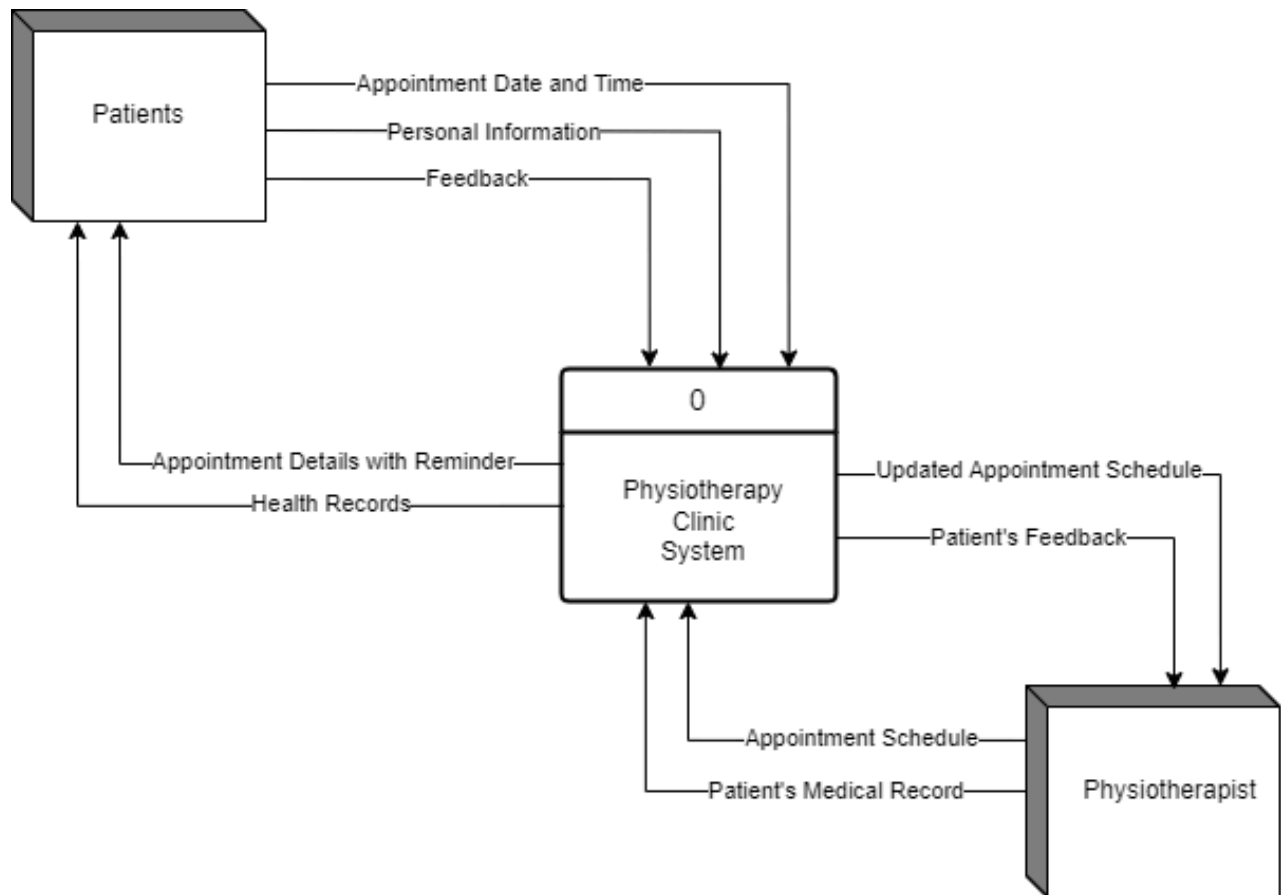 Patients
Appointment Date and Time
Personal Information
Feedback
0
Physiotherapy
Clinic
System
Appointment Details with Reminder
Health Records
Updated Appointment Schedule
Patient's Feedback
Appointment Schedule
Patient's Medical Record
Physiotherapist